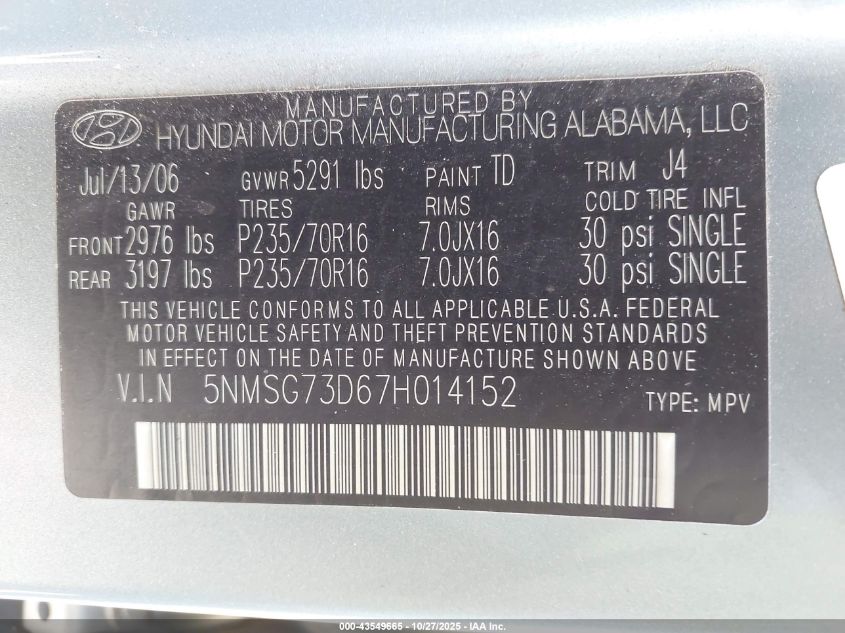 MANUFACTURED BY
HYUNDAI MOTOR MANUFACTURING ALABAMA, LLC
Jul/13/06 GVWR 5291 lbs PAINT TD TRIM J4
GAWR TIRES RIMS COLD TIRE INFL
FRONT 2976 lbs P235/70R16 7.0JX16 30 psi SINGLE
REAR 3197 lbs P235/70R16 7.0JX16 30 psi SINGLE
THIS VEHICLE CONFORMS TO ALL APPLICABLE U.S.A. FEDERAL
MOTOR VEHICLE SAFETY AND THEFT PREVENTION STANDARDS
IN EFFECT ON THE DATE OF MANUFACTURE SHOWN ABOVE
V.I.N 5NMSG73D67H014152 TYPE: MPV
000-43549665 - 10/27/2025 - IAA Inc.